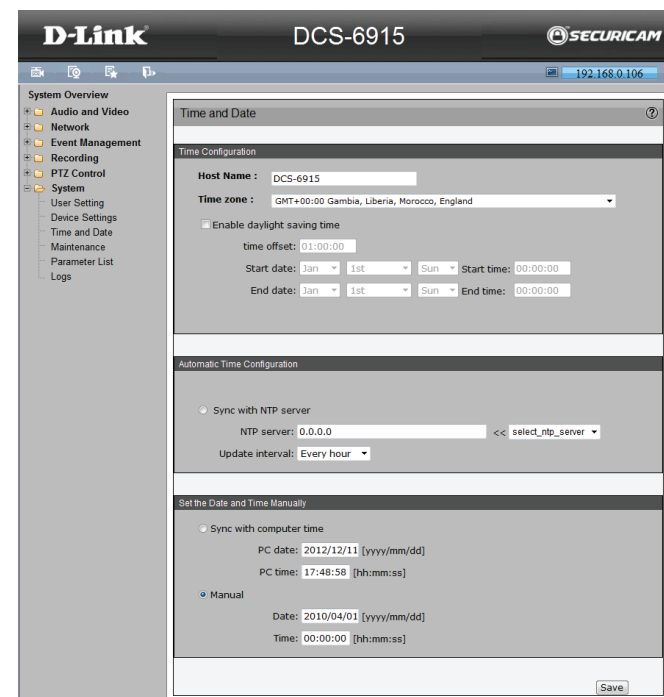 D-Link DCS-6915 SECURICAM
192.168.0.106
System Overview
Audio and Video
Network
Event Management
Recording
PTZ Control
System
User Setting
Device Settings
Time and Date
Maintenance
Parameter List
Logs
Time and Date
Time Configuration
Host Name : DCS-6915
Time zone : GMT+00:00 Gambia, Liberia, Morocco, England
Enable daylight saving time
time offset: 01:00:00
Start date: Jan 1st Sun Start time: 00:00:00
End date: Jan 1st Sun End time: 00:00:00
Automatic Time Configuration
Sync with NTP server
NTP server: 0.0.0.0 << select_ntp_server
Update interval: Every hour
Set the Date and Time Manually
Sync with computer time
PC date: 2012/12/11 [yyyy/mm/dd]
PC time: 17:48:58 [hh:mm:ss]
Manual
Date: 2010/04/01 [yyyy/mm/dd]
Time: 00:00:00 [hh:mm:ss]
Save